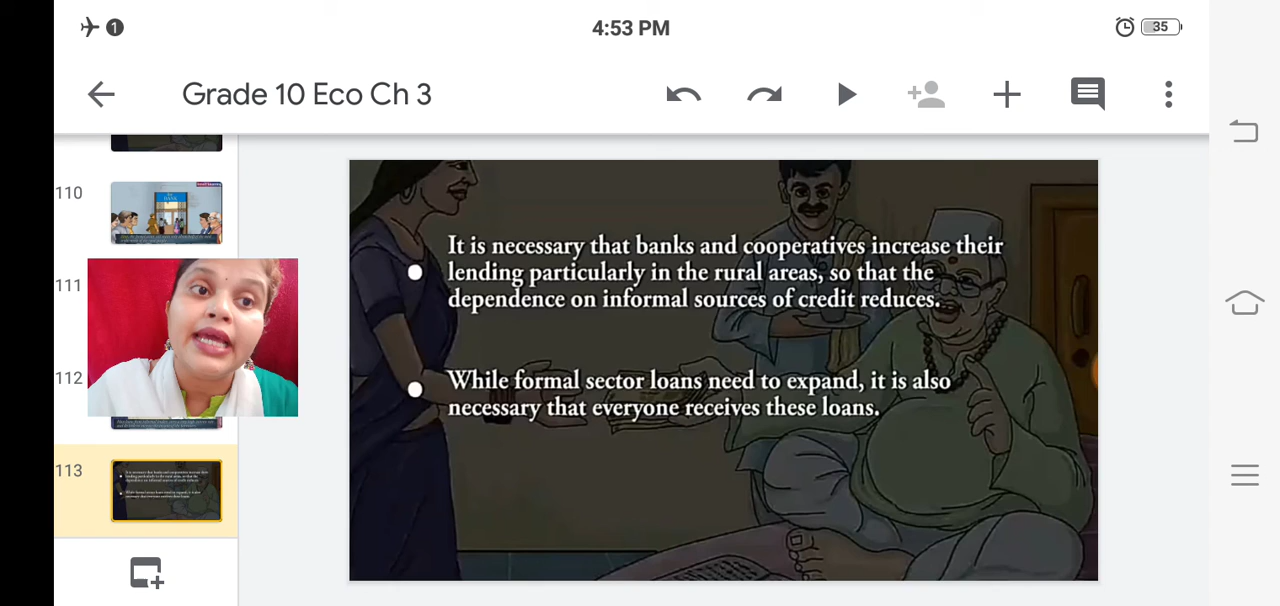 1
4:53 PM
35
Grade 10 Eco Ch 3
110
BANK
111
112
113
It is necessary that banks and cooperatives increase their
lending particularly in the rural areas, so that the
dependence on informal sources of credit reduces.
While formal sector loans need to expand, it is also
necessary that everyone receives these loans.